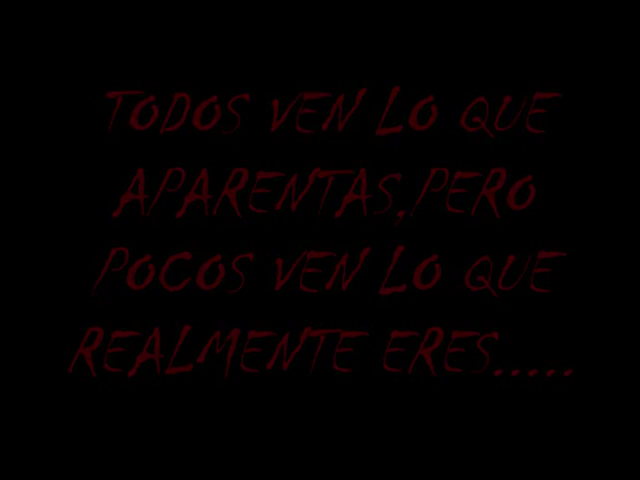 TODOS VEN LO QUE
APARENTAS,PERO
POCOS VEN LO QUE
REALMENTE ERES.....